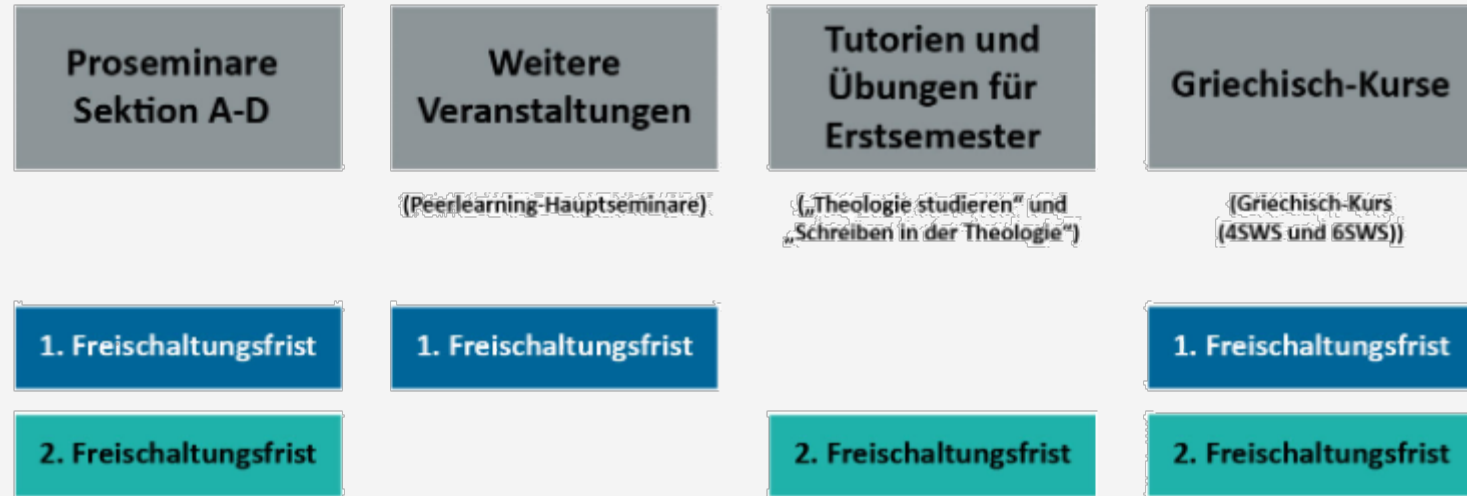 Proseminare
Sektion A-D
Weitere
Veranstaltungen
(Peerlearning-Hauptseminare)
Tutorien und
Übungen für
Erstsemester
(„Theologie studieren“ und
„Schreiben in der Theologie“)
Griechisch-Kurse
(Griechisch-Kurs
(4SWS und 6SWS))
1. Freischaltungsfrist
1. Freischaltungsfrist
1. Freischaltungsfrist
2. Freischaltungsfrist
2. Freischaltungsfrist
2. Freischaltungsfrist